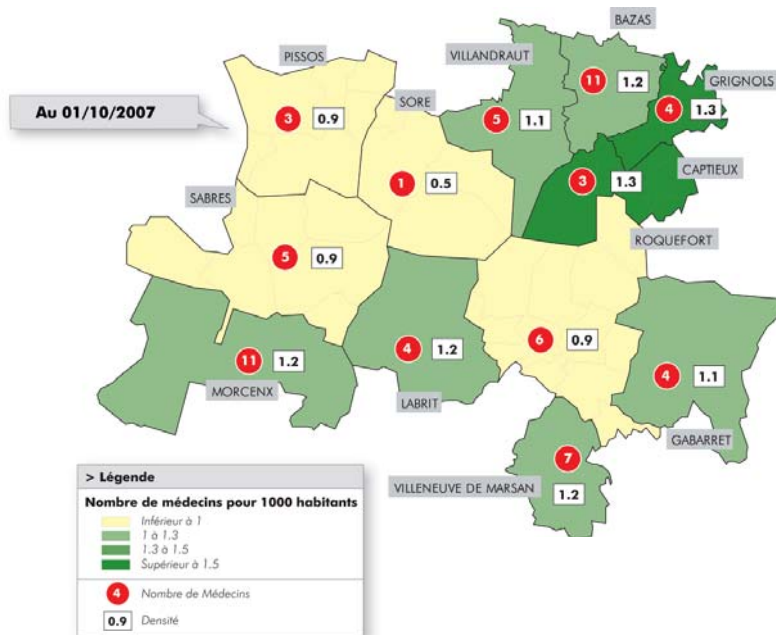 BAZAS
PISSOS
VILLANDRAUT
11 1.2
GRIGNOLS
Au 01/10/2007
SORE
4 1.3
3 0.9
5 1.1
CAPTIEUX
1 0.5
3 1.3
SABRES
ROQUEFORT
5 0.9
6 0.9
4 1.2
11 1.2
4 1.1
MORCENX
LABRIT
GABARRET
7
1.2
VILLENEUVE DE MARSAN
> Légende
Nombre de médecins pour 1000 habitants
Inférieur à 1
1 à 1.3
1.3 à 1.5
Supérieur à 1.5
4 Nombre de Médecins
0.9 Densité